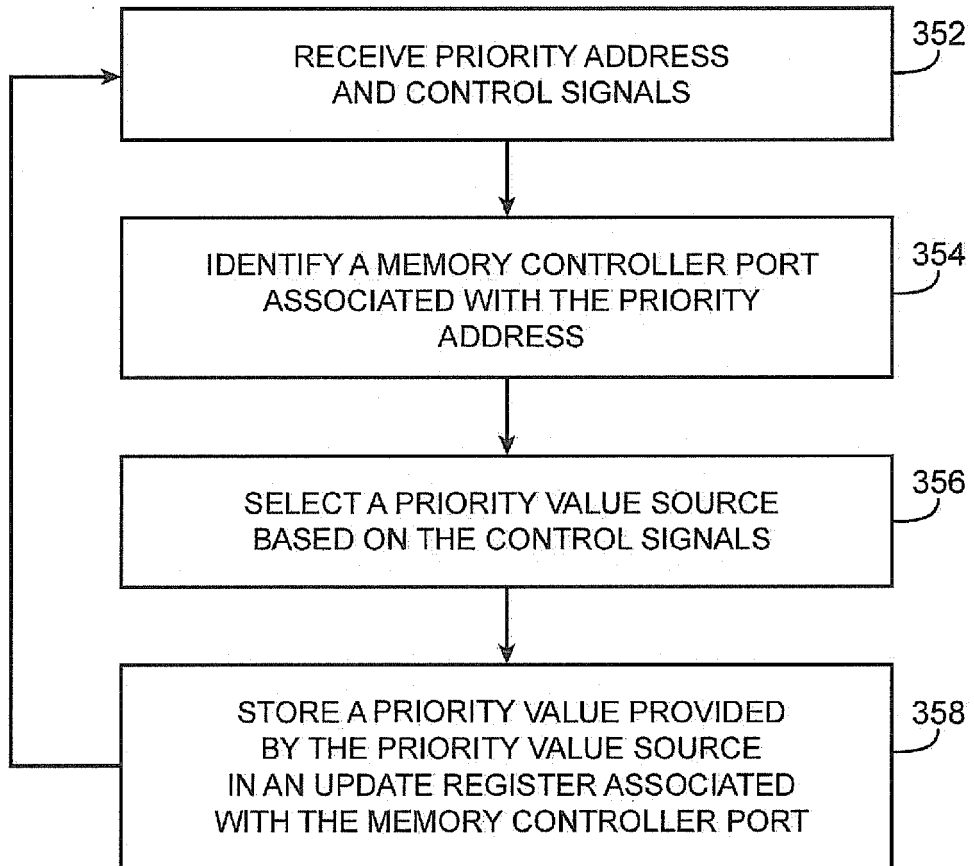 RECEIVE PRIORITY ADDRESS
AND CONTROL SIGNALS
352
IDENTIFY A MEMORY CONTROLLER PORT
ASSOCIATED WITH THE PRIORITY
ADDRESS
354
SELECT A PRIORITY VALUE SOURCE
BASED ON THE CONTROL SIGNALS
356
STORE A PRIORITY VALUE PROVIDED
BY THE PRIORITY VALUE SOURCE
IN AN UPDATE REGISTER ASSOCIATED
WITH THE MEMORY CONTROLLER PORT
358